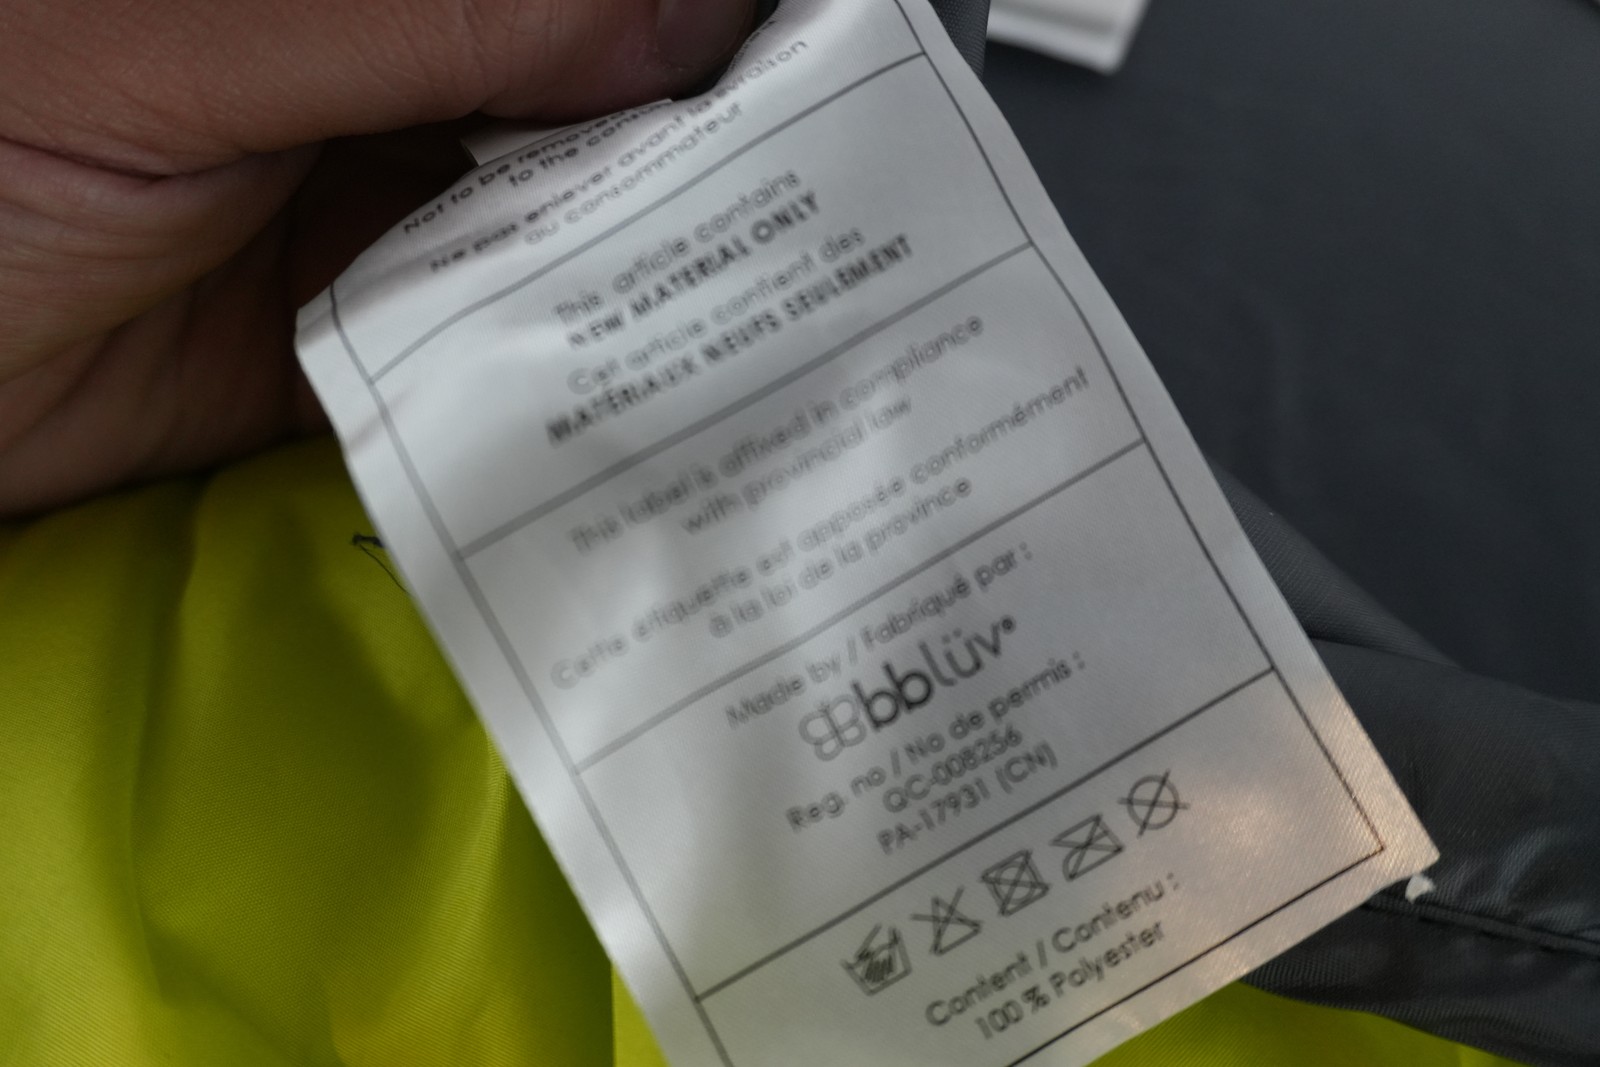 Not to be removed
to the consumer
Ne pas enlever avant la livraison
au consommateur
This article contains
NEW MATERIAL ONLY
Cet article contient des
MATÉRIAUX NEUFS SEULEMENT
This label is affixed in compliance
with provincial law
Cette étiquette est apposée conformément
à la loi de la province
Made by / Fabriqué par :
bblüv®
Reg. no / No de permis :
QC-008256
PA-17931 (CN)
Content / Contenu :
100 % Polyester